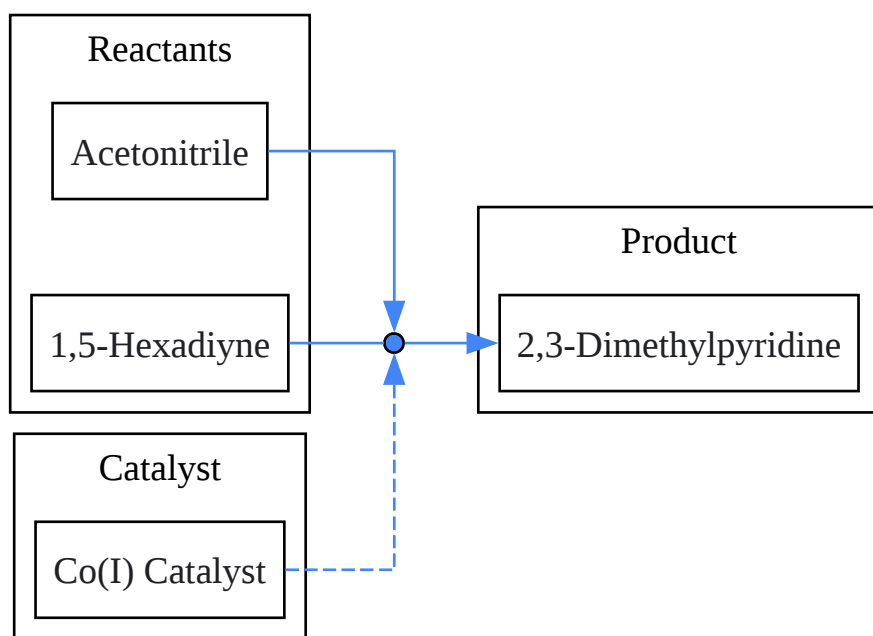 Reactants
Acetonitrile
1,5-Hexadiyne
Product
2,3-Dimethylpyridine
Catalyst
Co(I) Catalyst